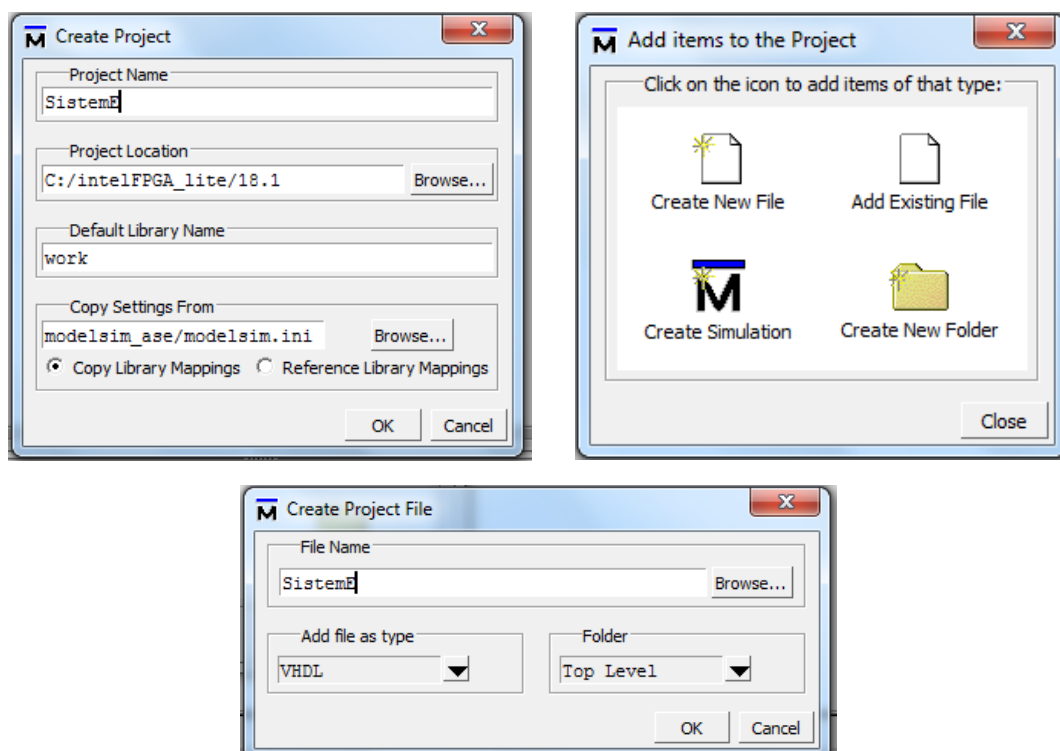 Create Project
Project Name
SistemE
Project Location
C:/intelFPGA_lite/18.1
Browse...
Default Library Name
work
Copy Settings From
modelsim_ase/modelsim.ini
Browse...
Copy Library Mappings
Reference Library Mappings
OK
Cancel
Add items to the Project
Click on the icon to add items of that type:
Create New File
Add Existing File
Create Simulation
Create New Folder
Close
Create Project File
File Name
SistemE
Browse...
Add file as type
Folder
VHDL
Top Level
OK
Cancel